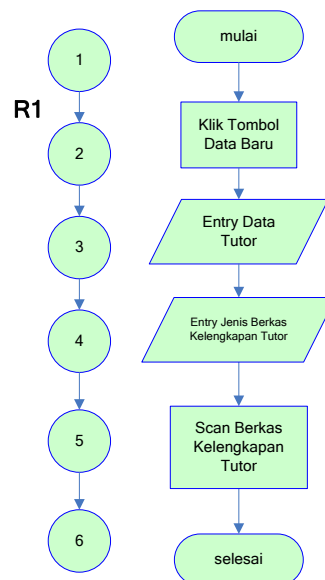 1
R1
2
3
4
5
6
mulai
Klik Tombol
Data Baru
Entry Data
Tutor
Entry Jenis Berkas
Kelengkapan Tutor
Scan Berkas
Kelengkapan
Tutor
selesai